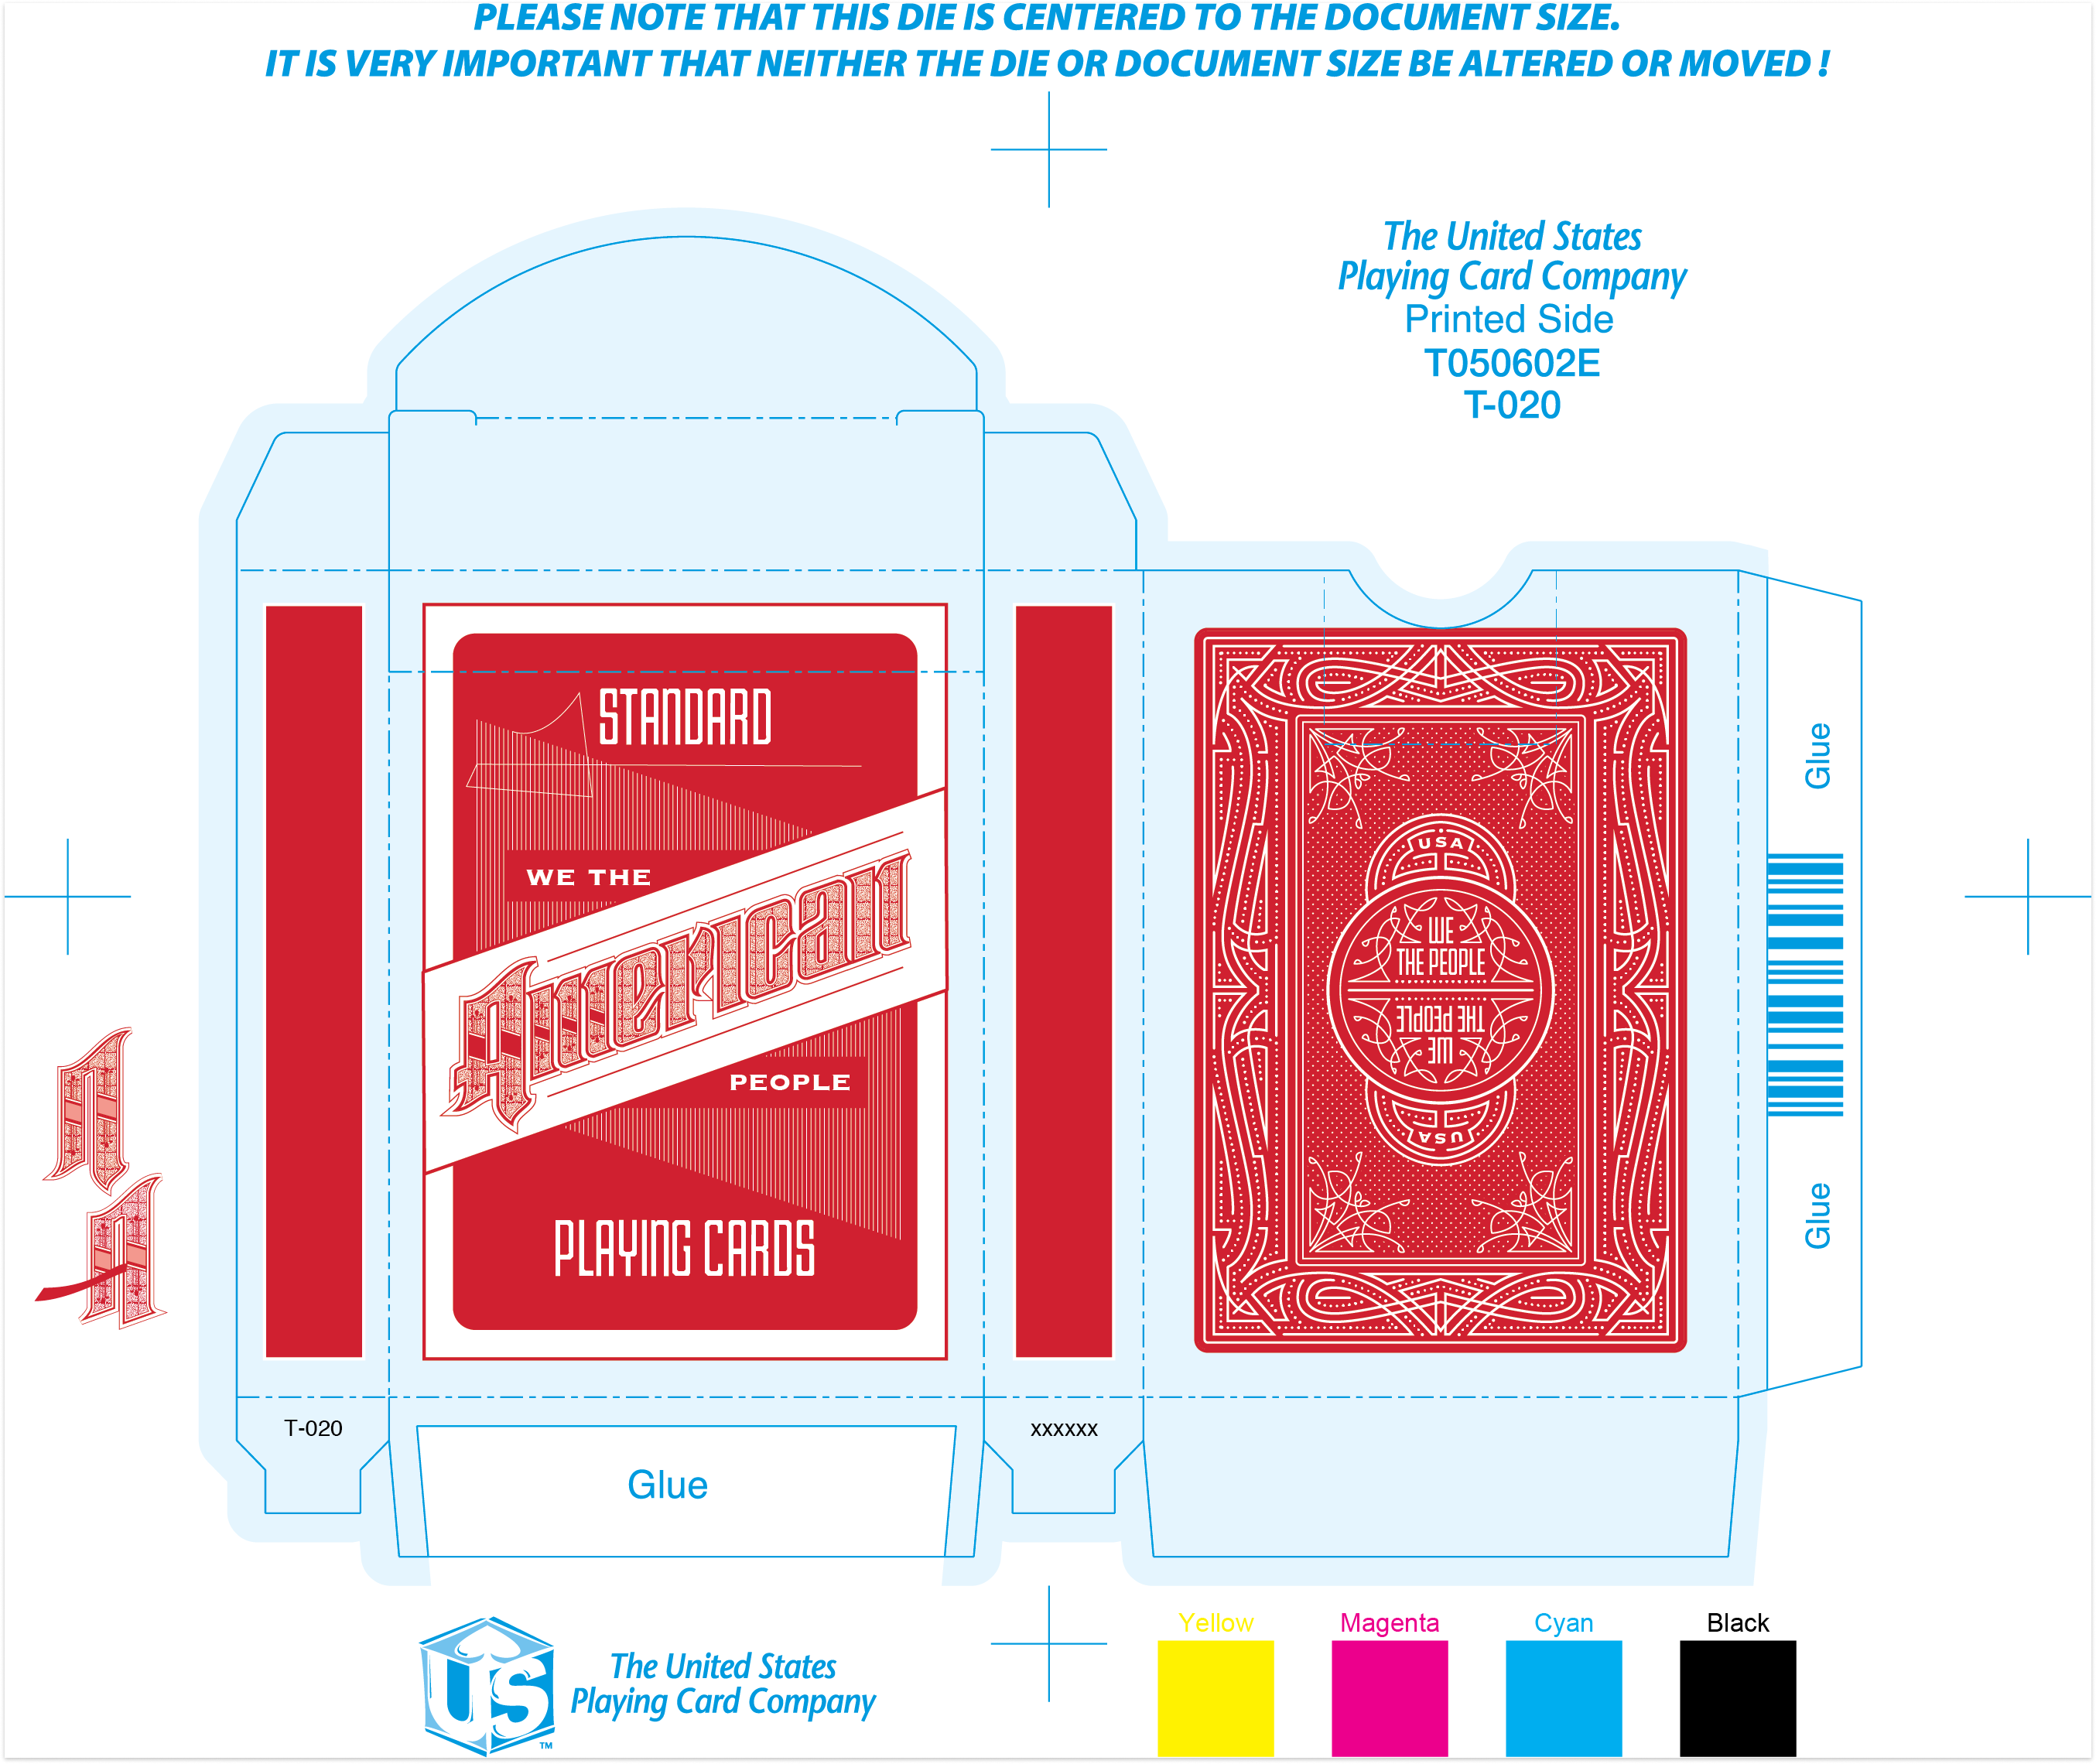 PLEASE NOTE THAT THIS DIE IS CENTERED TO THE DOCUMENT SIZE.
IT IS VERY IMPORTANT THAT NEITHER THE DIE OR DOCUMENT SIZE BE ALTERED OR MOVED !
The United States
Playing Card Company
Printed Side
T050602E
T-020
STANDARD
WE THE
American
PEOPLE
PLAYING CARDS
USA
WE
THE PEOPLE
THE PEOPLE
WE
USA
Glue
Glue
A
A
T-020
xxxxxx
Glue
US
TM
The United States
Playing Card Company
Yellow
Magenta
Cyan
Black